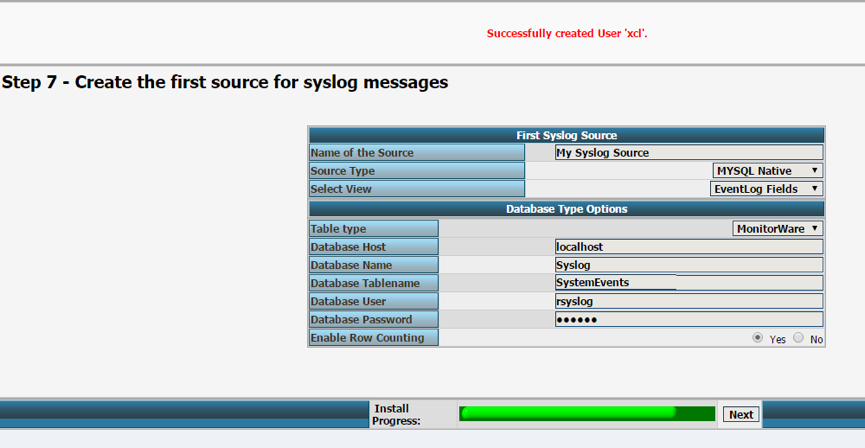 Successfully created User 'xcl'.
Step 7 - Create the first source for syslog messages
First Syslog Source
Name of the Source My Syslog Source
Source Type MYSQL Native
Select View EventLog Fields
Database Type Options
Table type MonitorWare
Database Host localhost
Database Name Syslog
Database Tablename SystemEvents
Database User rsyslog
Database Password ●●●●●●
Enable Row Counting Yes No
Install
Progress:
Next